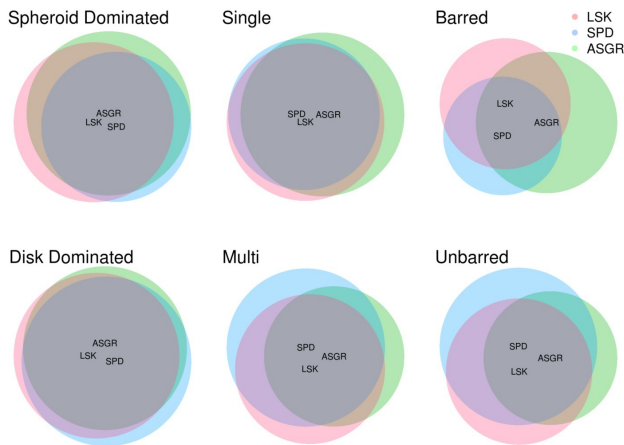 Spheroid Dominated
Single
Barred
LSK
SPD
ASGR
ASGR
LSK
SPD
SPD
ASGR
LSK
LSK
ASGR
SPD
Disk Dominated
Multi
Unbarred
ASGR
LSK
SPD
SPD
ASGR
LSK
SPD
ASGR
LSK